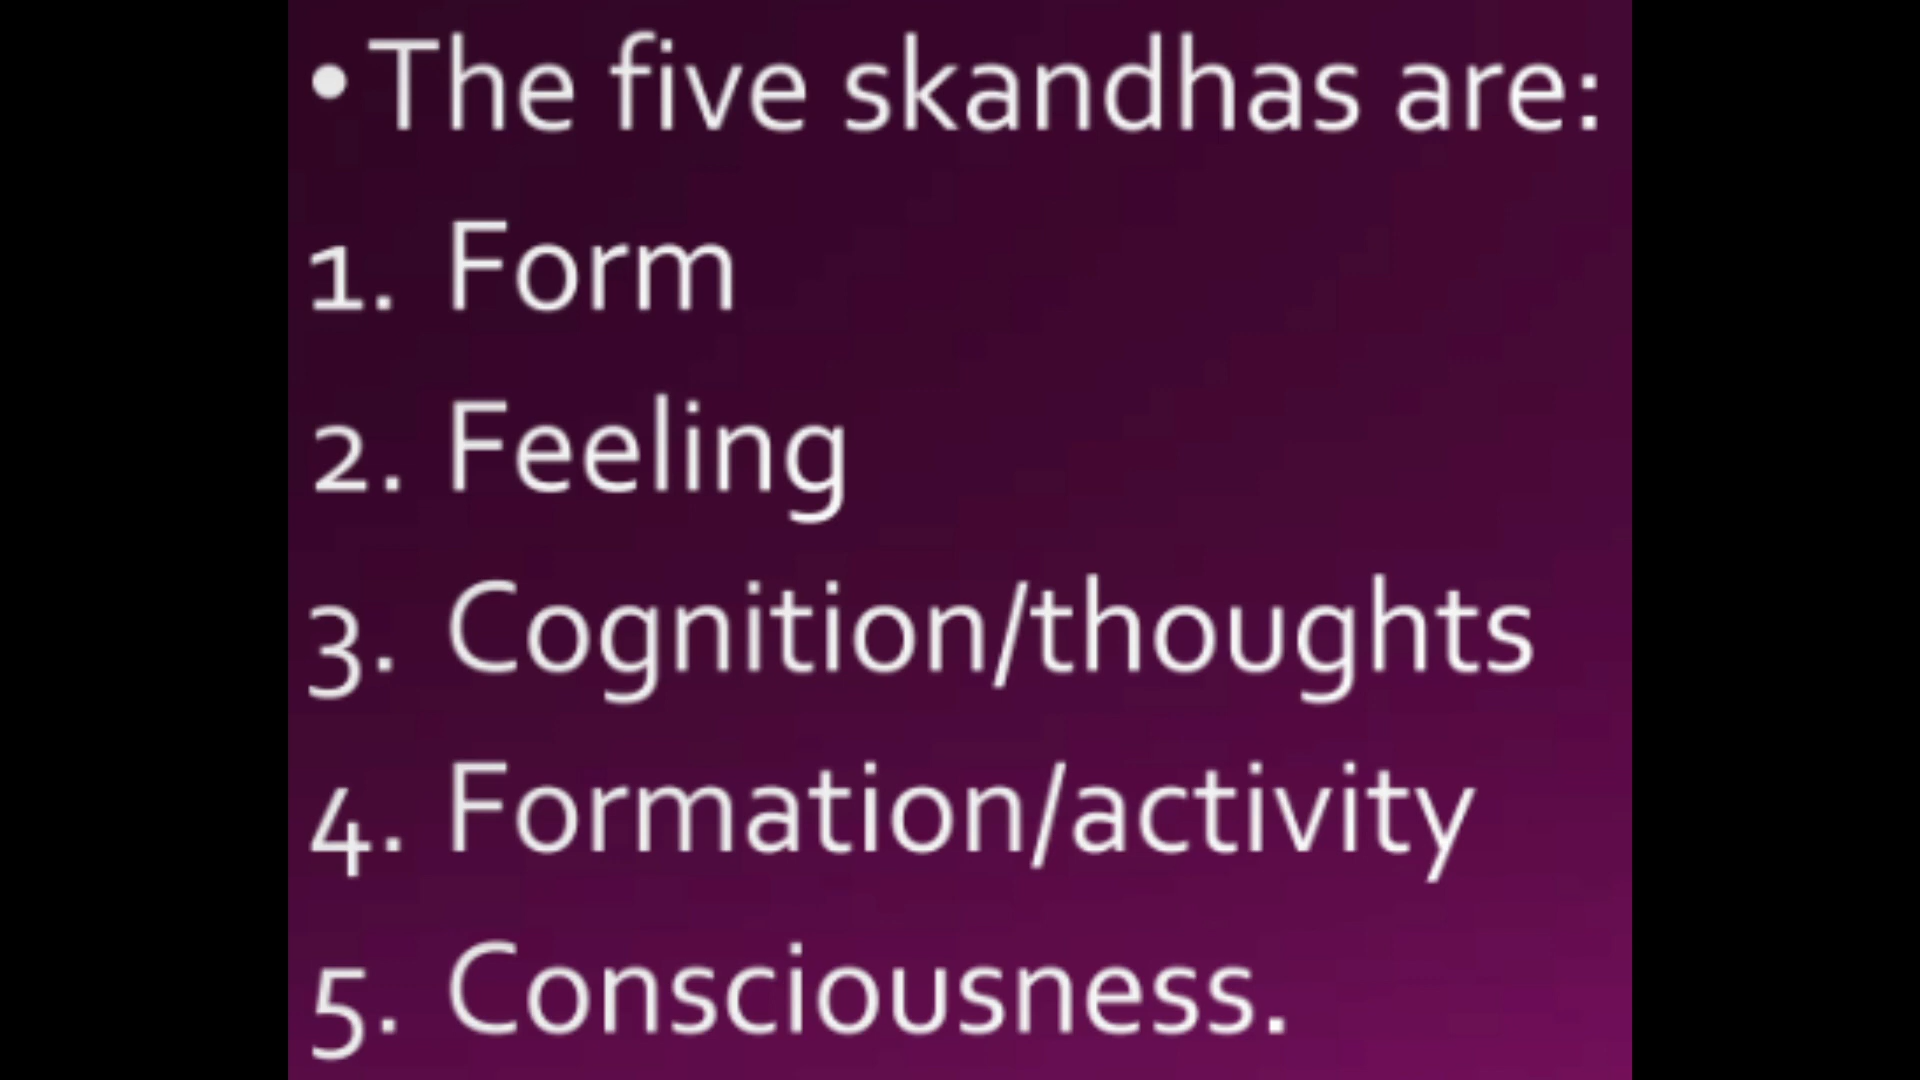 •The five skandhas are:
1. Form
2. Feeling
3. Cognition/thoughts
4. Formation/activity
5. Consciousness.